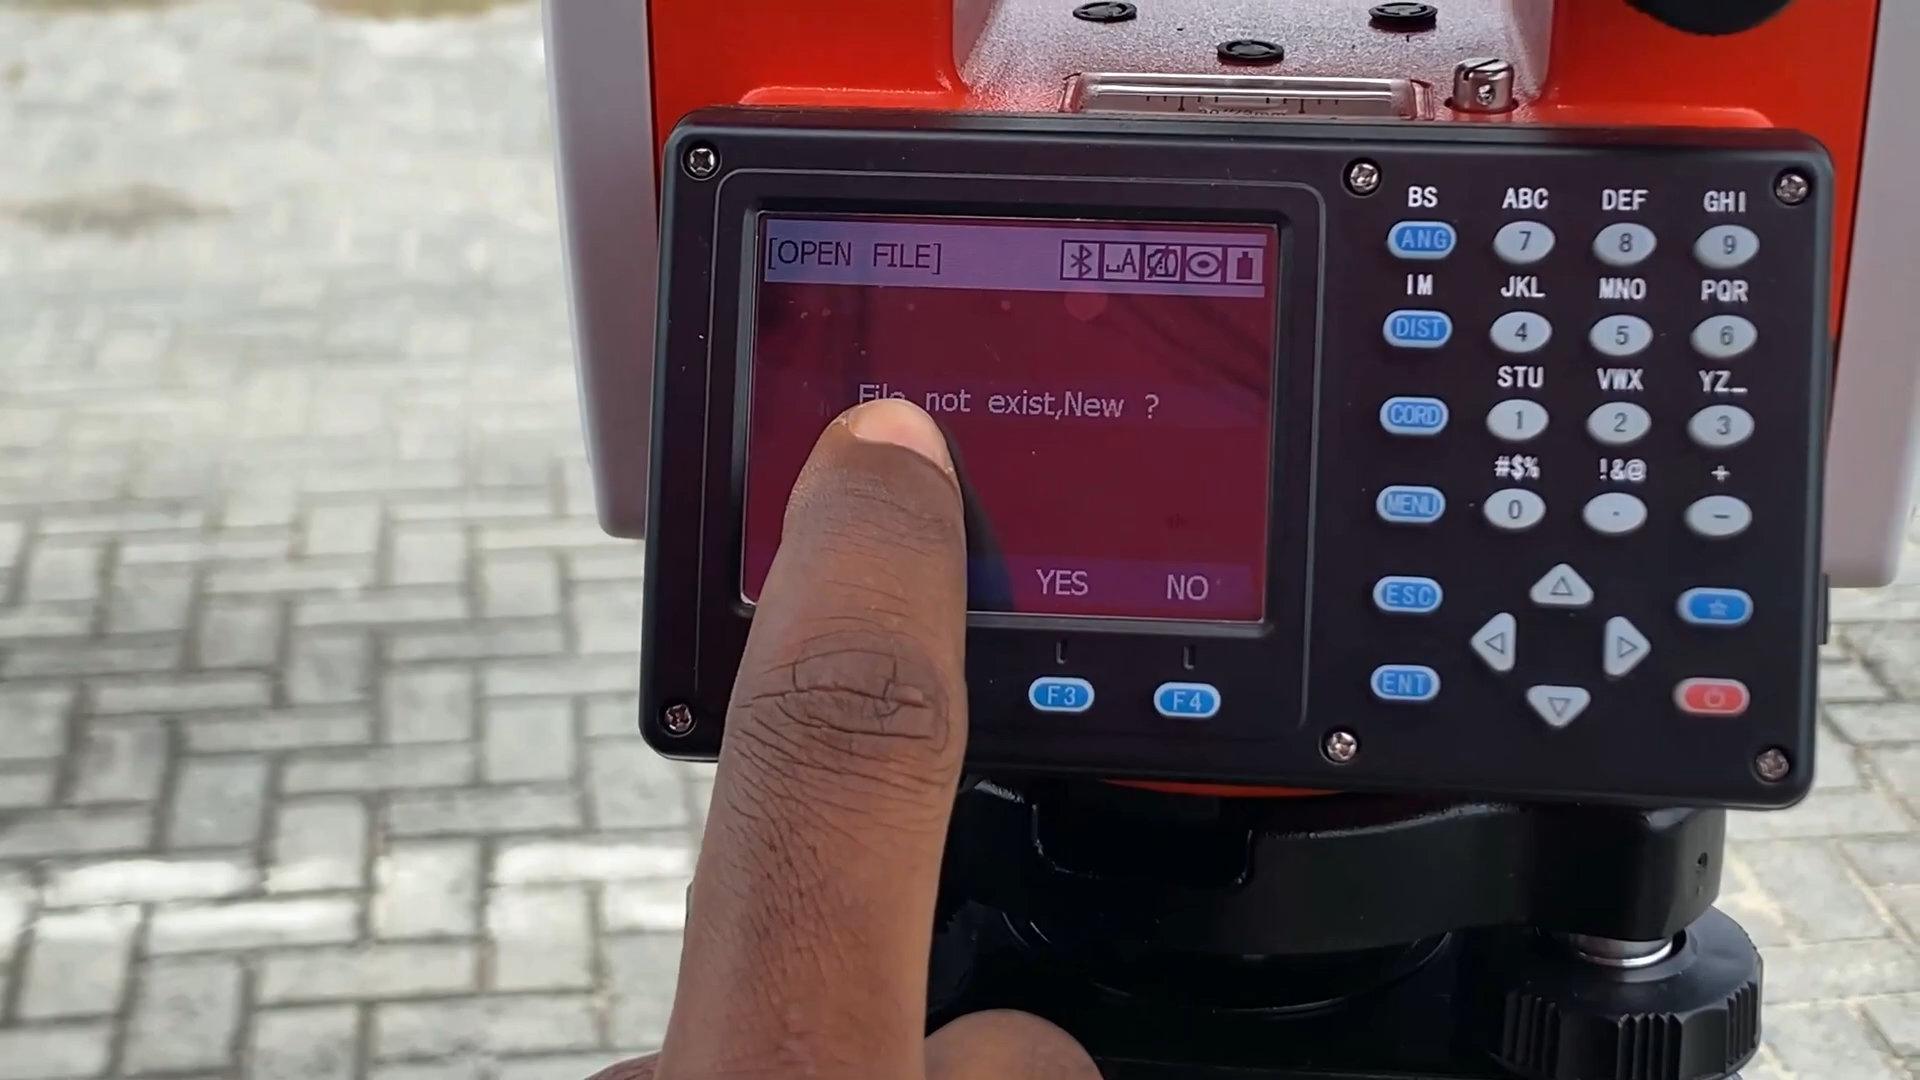 [OPEN FILE]
File not exist,New ?
YES NO
F3 F4
BS ABC DEF GHI
ANG 7 8 9
IM JKL MNO PQR
DIST 4 5 6
STU VWX YZ_
CORD 1 2 3
#$% !&@ +
MENU 0 . -
ESC
ENT